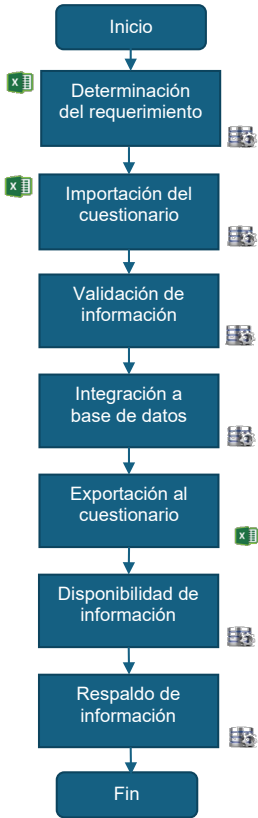 Inicio
Determinación
del requerimiento
Importación del
cuestionario
Validación de
información
Integración a
base de datos
Exportación al
cuestionario
Disponibilidad de
información
Respaldo de
información
Fin